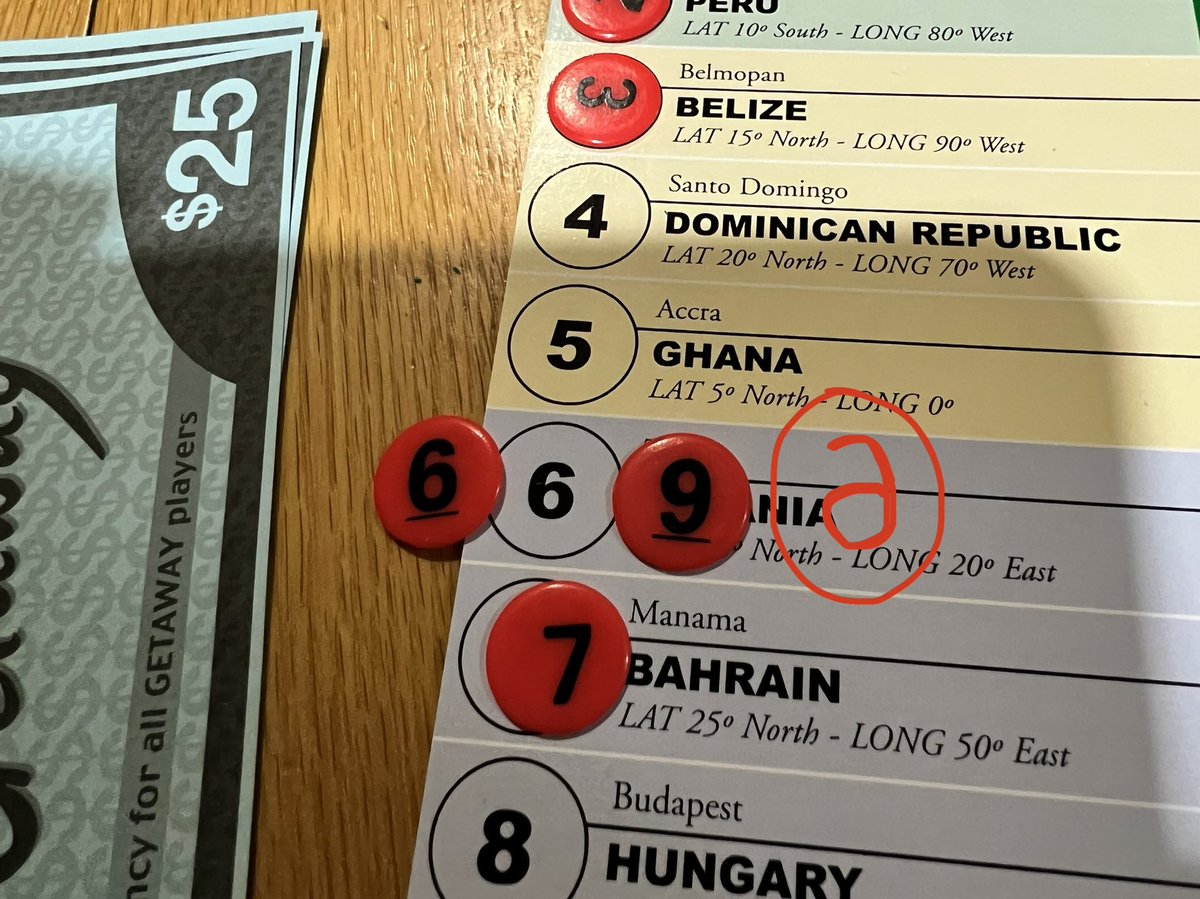 $25
ncy for all GETAWAY players
PERU
LAT 10º South - LONG 80º West
3
Belmopan
BELIZE
LAT 15º North - LONG 90º West
4
Santo Domingo
DOMINICAN REPUBLIC
LAT 20º North - LONG 70º West
5
Accra
GHANA
LAT 5º North - LONG 0º
6
6
9
NIA
º North - LONG 20º East
a
7
Manama
BAHRAIN
LAT 25º North - LONG 50º East
8
Budapest
HUNGARY